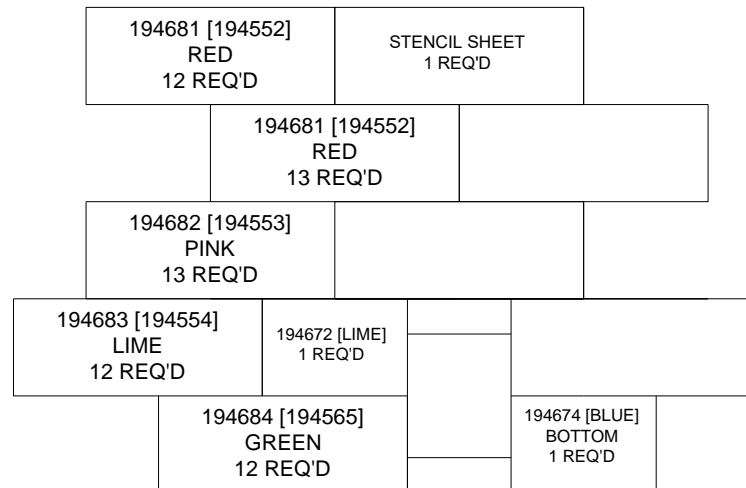 194681 [194552]
RED
12 REQ'D
STENCIL SHEET
1 REQ'D
194681 [194552]
RED
13 REQ'D
194682 [194553]
PINK
13 REQ'D
194683 [194554]
LIME
12 REQ'D
194672 [LIME]
1 REQ'D
194684 [194565]
GREEN
12 REQ'D
194674 [BLUE]
BOTTOM
1 REQ'D